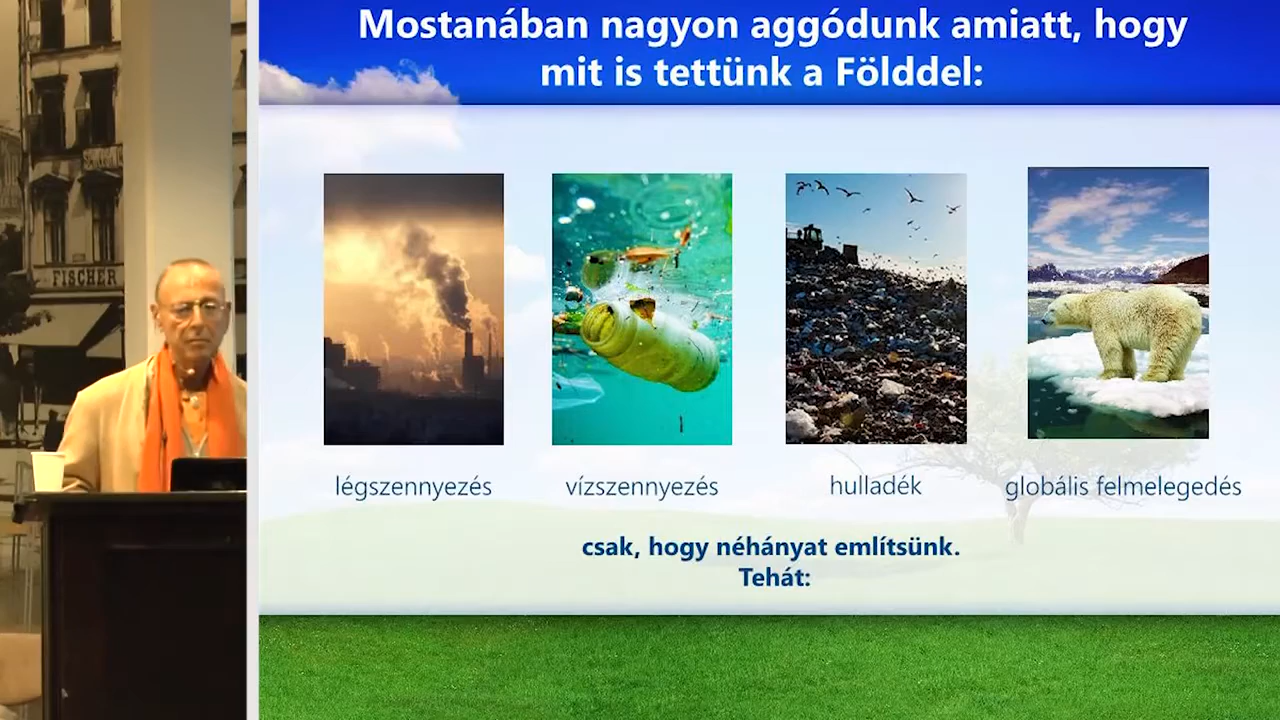 Mostanában nagyon aggódunk amiatt, hogy
mit is tettünk a Földdel:
FISCHER
légszennyezés
vízszennyezés
hulladék
globális felmelegedés
csak, hogy néhányat említsünk.
Tehát: